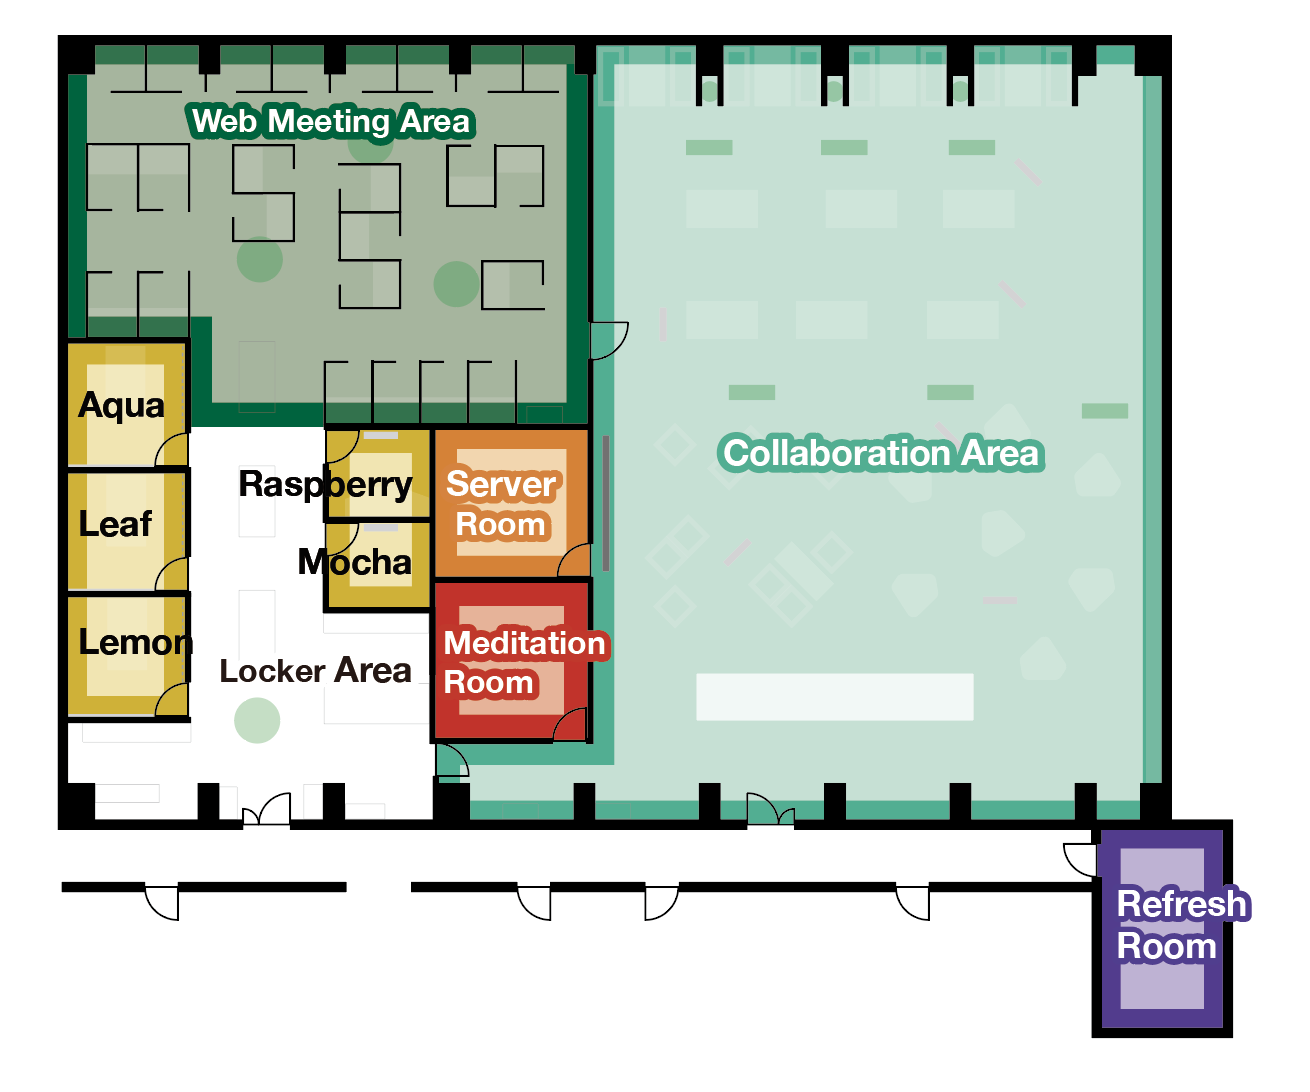 Web Meeting Area
Aqua
Leaf
Lemon
Raspberry
Mocha
Locker Area
Server
Room
Meditation
Room
Collaboration Area
Refresh
Room